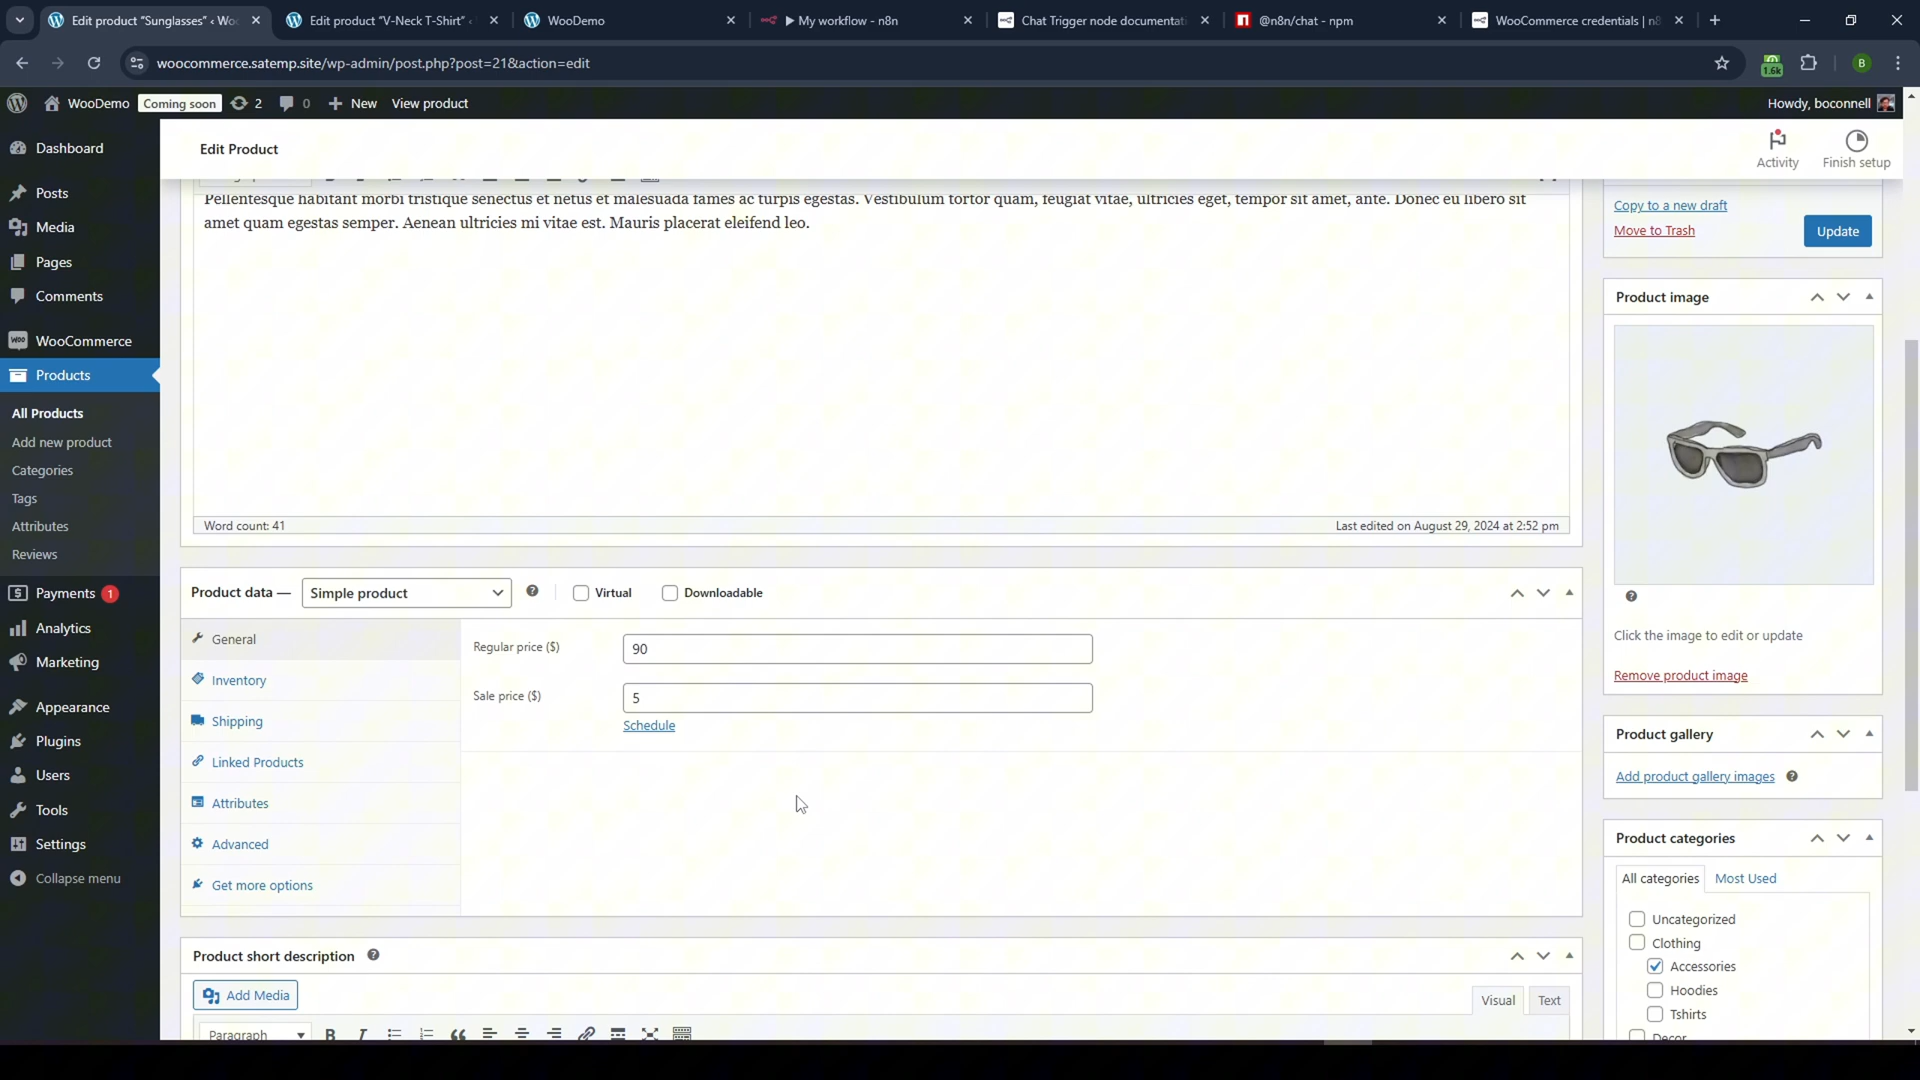 Edit product “Sunglasses” ‹ Woo
Edit product “V-Neck T-Shirt” ‹
WooDemo
▶ My workflow - n8n
Chat Trigger node documentat
@n8n/chat - npm
WooCommerce credentials | n8
woocommerce.satemp.site/wp-admin/post.php?post=21&action=edit
1.6k
B
WooDemo
Coming soon
2
0
New
View product
Howdy, boconnell
Dashboard
Posts
Media
Pages
Comments
WooCommerce
Products
All Products
Add new product
Categories
Tags
Attributes
Reviews
Payments 1
Analytics
Marketing
Appearance
Plugins
Users
Tools
Settings
Collapse menu
Edit Product
Activity
Finish setup
Pellentesque habitant morbi tristique senectus et netus et malesuada fames ac turpis egestas. Vestibulum tortor quam, feugiat vitae, ultricies eget, tempor sit amet, ante. Donec eu libero sit
amet quam egestas semper. Aenean ultricies mi vitae est. Mauris placerat eleifend leo.
Word count: 41
Last edited on August 29, 2024 at 2:52 pm
Product data —
Simple product
Virtual
Downloadable
General
Inventory
Shipping
Linked Products
Attributes
Advanced
Get more options
Regular price ($)
90
Sale price ($)
5
Schedule
Product short description
Add Media
Visual
Text
Paragraph
B
I
Copy to a new draft
Move to Trash
Update
Product image
Click the image to edit or update
Remove product image
Product gallery
Add product gallery images
Product categories
All categories
Most Used
Uncategorized
Clothing
Accessories
Hoodies
Tshirts
Decor